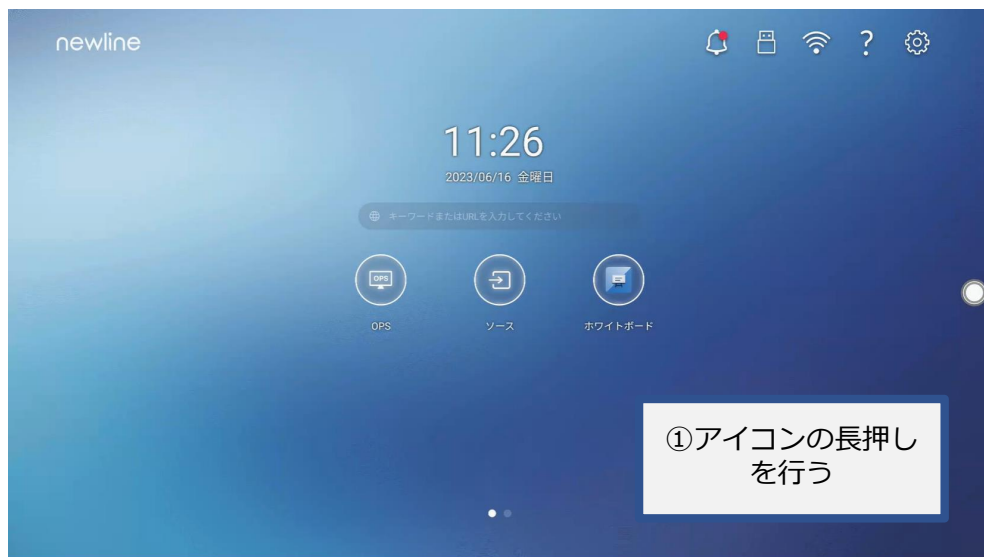 newline
11:26
2023/06/16 金曜日
キーワードまたはURLを入力してください
OPS
OPS
ソース
ホワイトボード
①アイコンの長押し
を行う